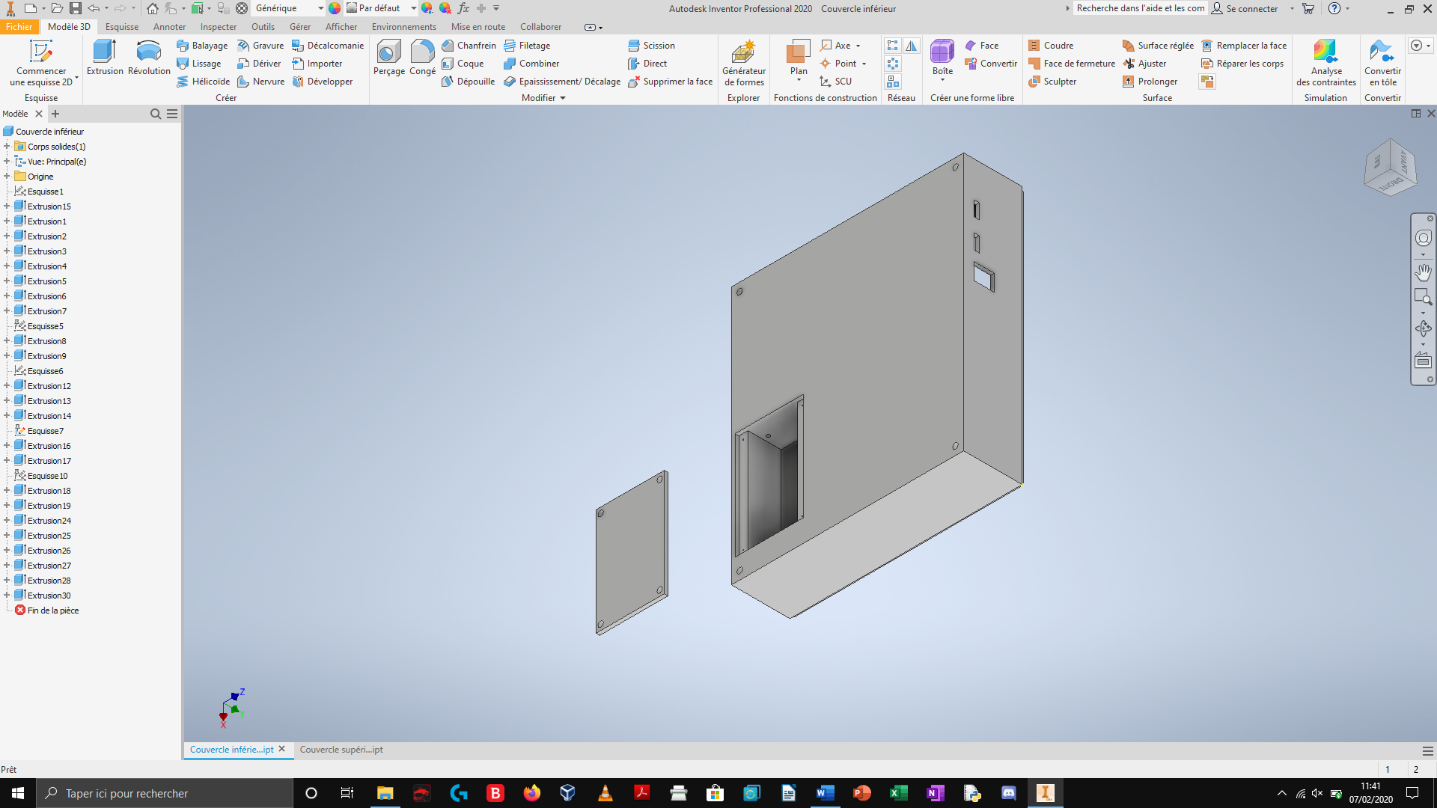 Générique
Par défaut
Autodesk Inventor Professional 2020 Couvercle inférieur
Recherche dans l'aide et les com
Se connecter
Fichier Modèle 3D Esquisse Annoter Inspecter Outils Gérer Afficher Environnements Mise en route Collaborer
Commencer
une esquisse 2D
Esquisse
Extrusion Révolution
Balayage Gravure Décalcomanie
Lissage Dériver Importer
Hélicoïde Nervure Développer
Créer
Perçage Congé
Chanfrein Filetage Scission
Coque Combiner Direct
Dépouille Epaississement/ Décalage Supprimer la face
Modifier
Générateur
de formes
Explorer
Plan
Axe
Point
SCU
Fonctions de construction
Réseau
Boîte
Face
Convertir
Créer une forme libre
Coudre Surface réglée Remplacer la face
Face de fermeture Ajuster Réparer les corps
Sculpter Prolonger
Surface
Analyse
des contraintes
Simulation
Convertir
en tôle
Convertir
Modèle
Couvercle inférieur
Corps solides(1)
Vue: Principal(e)
Origine
Esquisse1
Extrusion15
Extrusion1
Extrusion2
Extrusion3
Extrusion4
Extrusion5
Extrusion6
Extrusion7
Esquisse5
Extrusion8
Extrusion9
Esquisse6
Extrusion12
Extrusion13
Extrusion14
Esquisse7
Extrusion16
Extrusion17
Esquisse10
Extrusion18
Extrusion19
Extrusion24
Extrusion25
Extrusion26
Extrusion27
Extrusion28
Extrusion30
Fin de la pièce
AVANT
DROITE
Z
Y
X
Couvercle inférie...ipt
Couvercle supéri...ipt
Prêt
1 2
Taper ici pour rechercher
11:41
07/02/2020